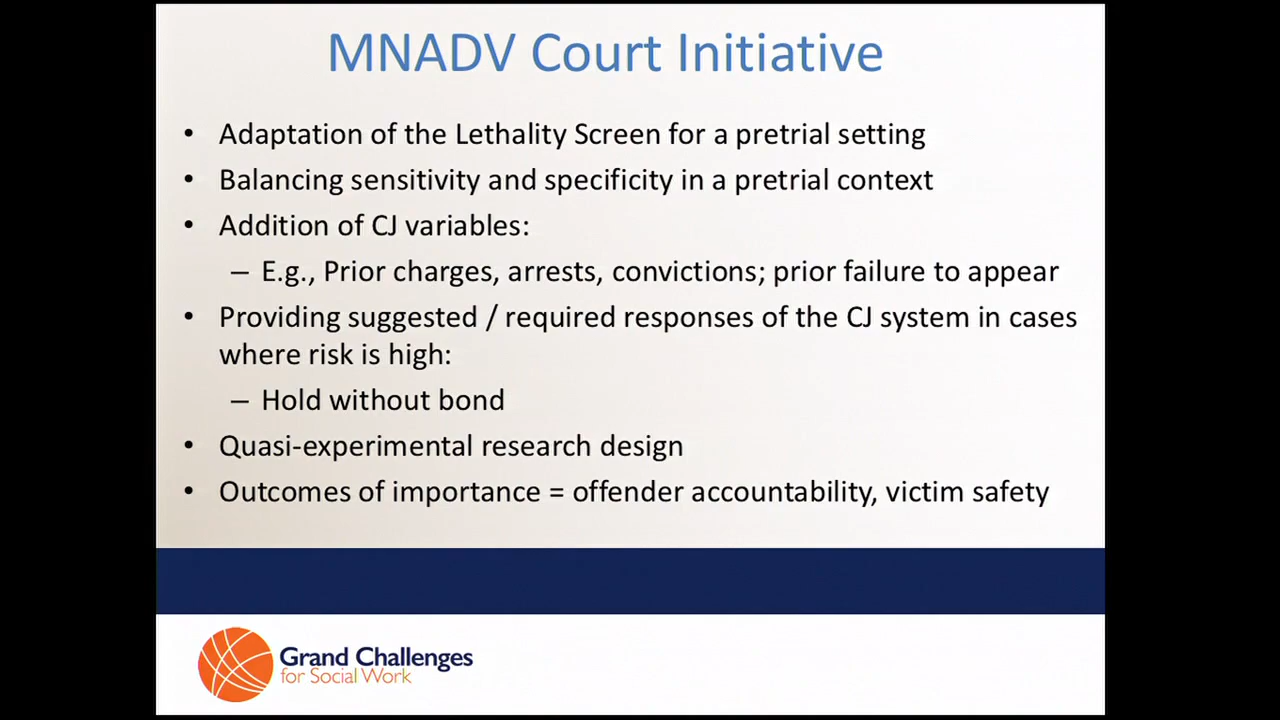 MNADV Court Initiative
• Adaptation of the Lethality Screen for a pretrial setting
• Balancing sensitivity and specificity in a pretrial context
• Addition of CJ variables:
– E.g., Prior charges, arrests, convictions; prior failure to appear
• Providing suggested / required responses of the CJ system in cases
where risk is high:
– Hold without bond
• Quasi-experimental research design
• Outcomes of importance = offender accountability, victim safety
Grand Challenges
for Social Work